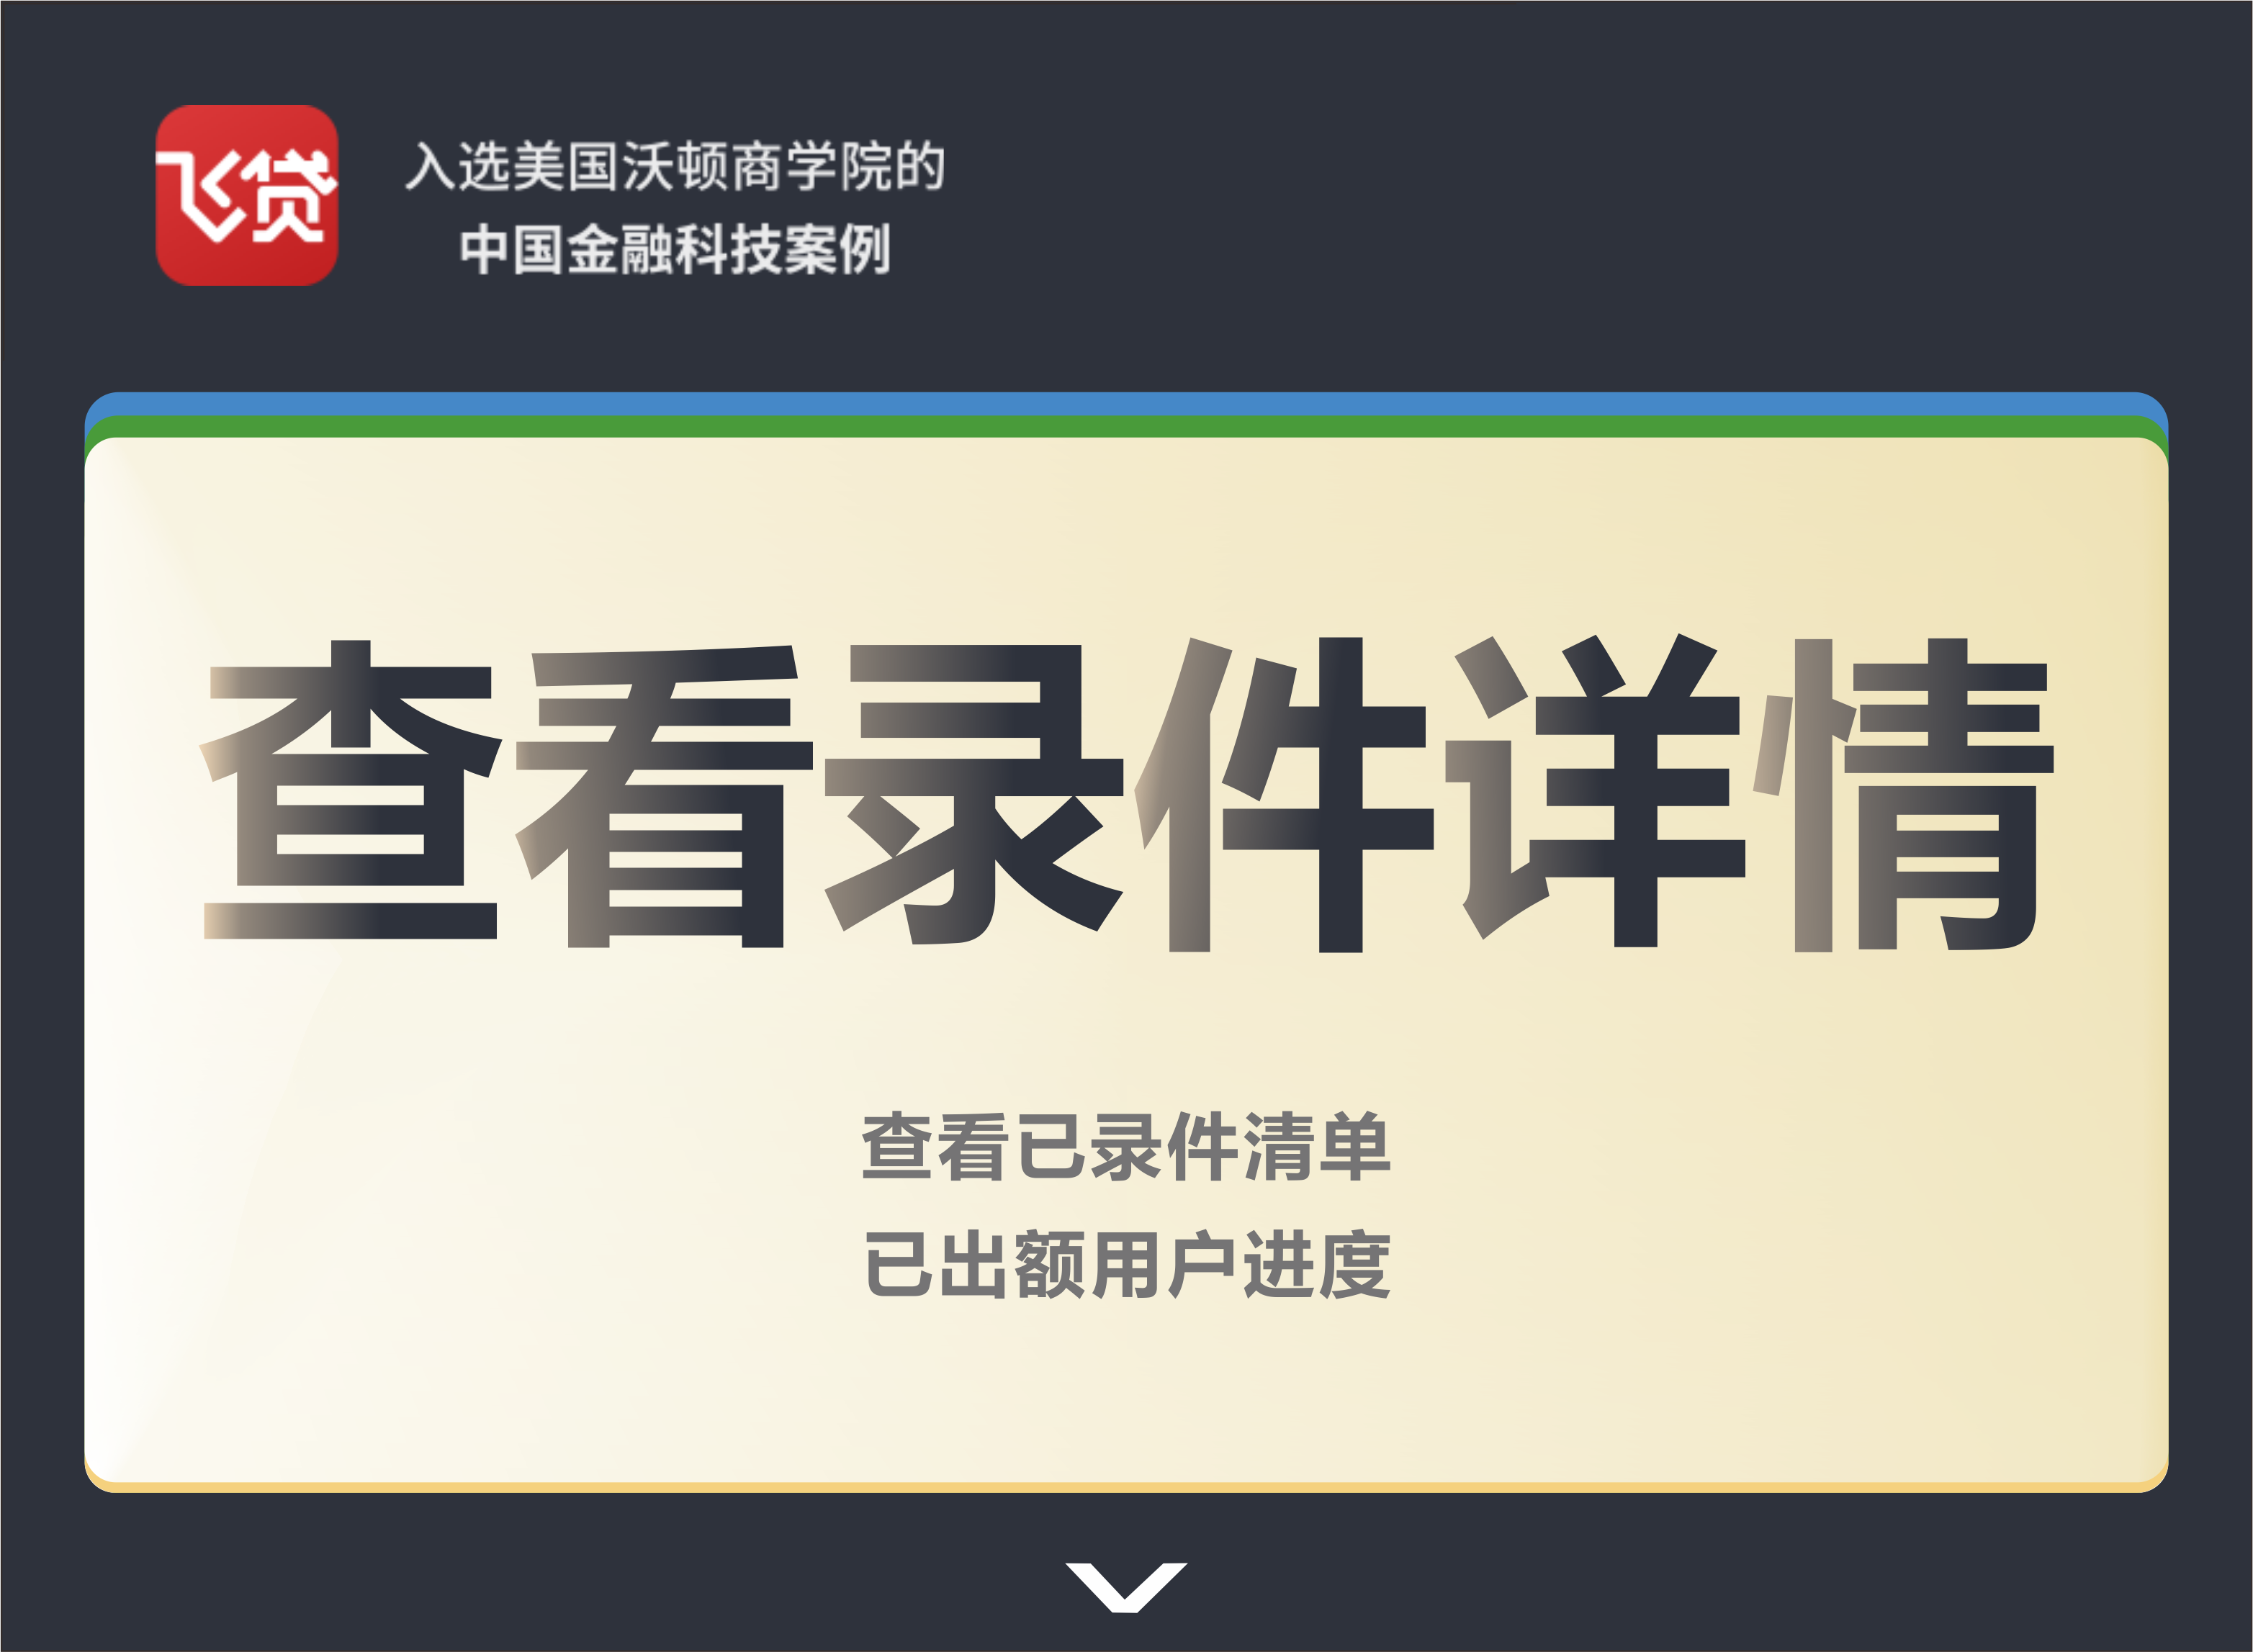 飞贷
入选美国沃顿商学院的
中国金融科技案例
查看录件详情
查看已录件清单
已出额用户进度